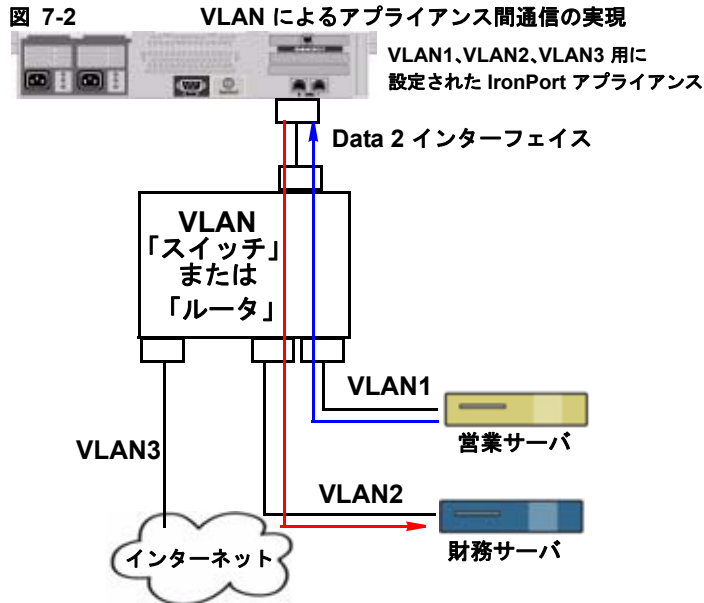 図 7-2 VLAN によるアプライアンス間通信の実現
VLAN1、VLAN2、VLAN3 用に
設定された IronPort アプライアンス
Data 2 インターフェイス
VLAN
「スイッチ」
または
「ルータ」
VLAN1
営業サーバ
VLAN3
VLAN2
インターネット
財務サーバ